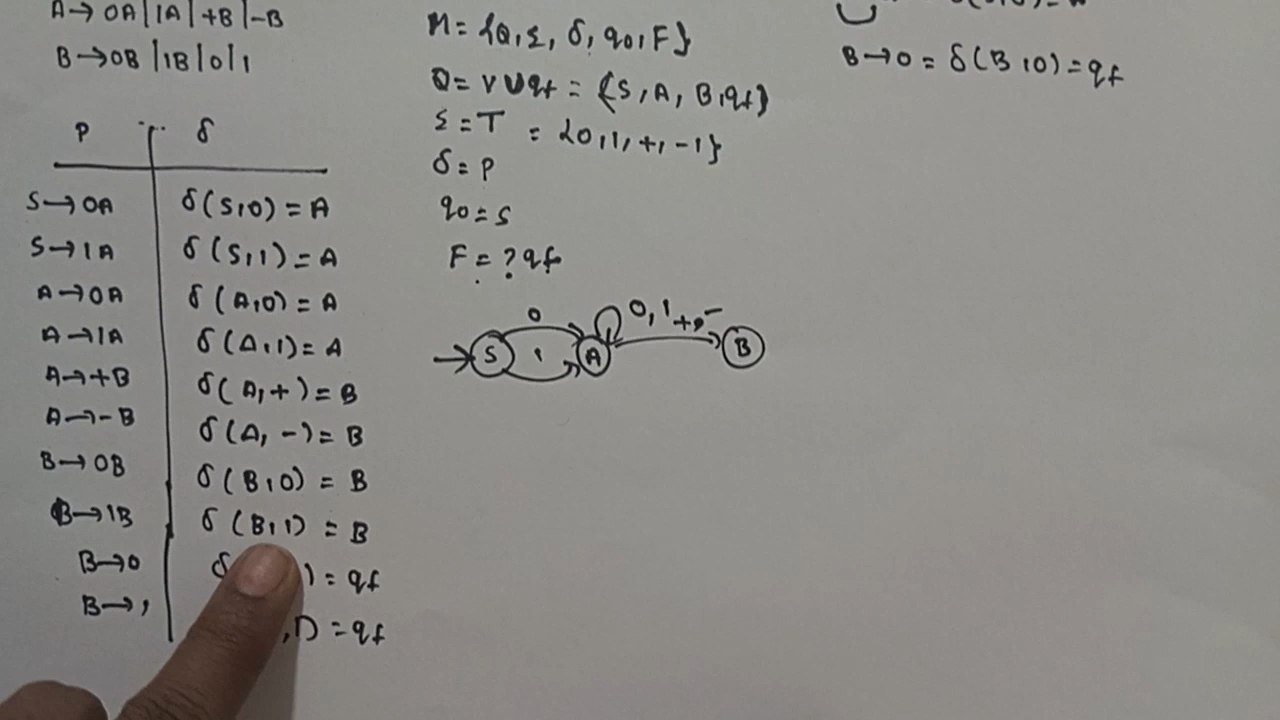 A→ 0A | 1A | +B | -B
B→ 0B | 1B | 0 | 1
P δ
S→0A δ(S,0) = A
S→1A δ(S,1) = A
A→0A δ(A,0) = A
A→1A δ(A,1) = A
A→+B δ(A,+) = B
A→-B δ(A,-) = B
B→0B δ(B,0) = B
B→1B δ(B,1) = B
B→0 δ ) = qf
B→1 ,1) = qf
M = {Q, Σ, δ, q0, F}
Q = V ∪ qf = {S, A, B, qf}
Σ = T = {0, 1, +, -1}
δ = P
q0 = S
F = ? qf
0 0, 1 +, -
S 1 A B
B→0 = δ(B,0) = qf